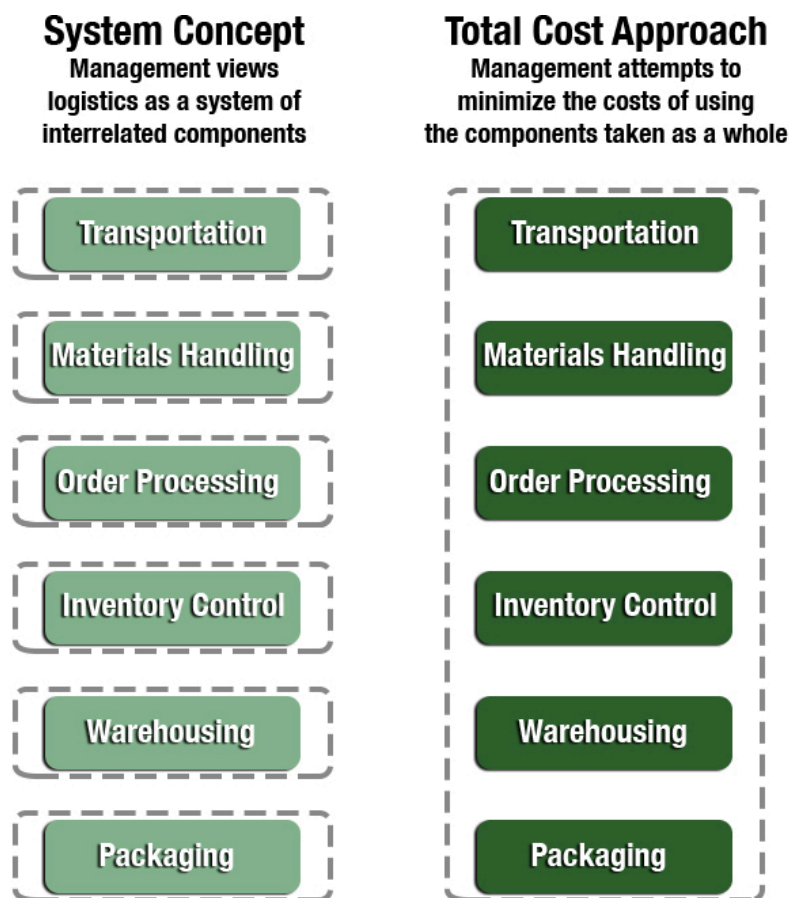 System Concept
Management views
logistics as a system of
interrelated components
Transportation
Materials Handling
Order Processing
Inventory Control
Warehousing
Packaging
Total Cost Approach
Management attempts to
minimize the costs of using
the components taken as a whole
Transportation
Materials Handling
Order Processing
Inventory Control
Warehousing
Packaging